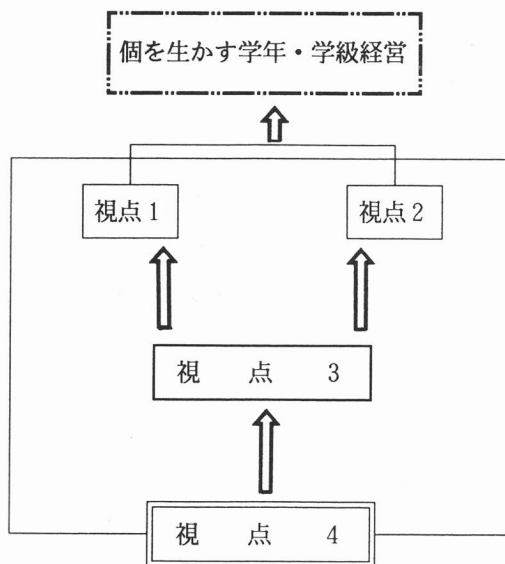 個を生かす学年・学級経営
視点1
視点2
視　点　3
視　点　4